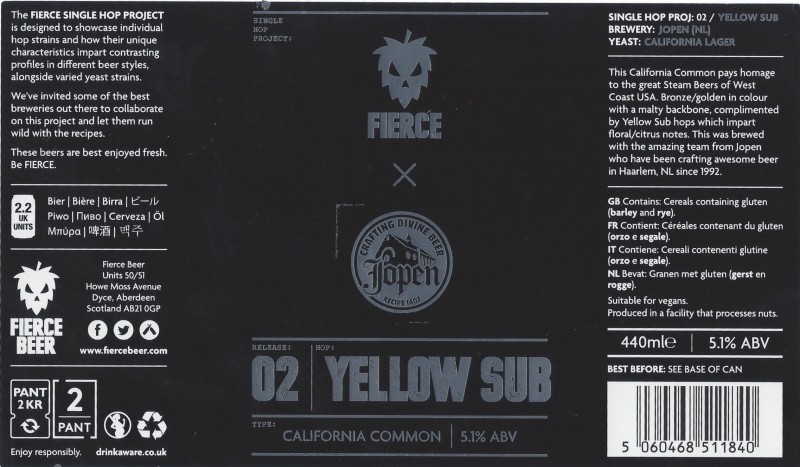 The FIERCE SINGLE HOP PROJECT
is designed to showcase individual
hop strains and how their unique
characteristics impart contrasting
profiles in different beer styles,
alongside varied yeast strains.
We've invited some of the best
breweries out there to collaborate
on this project and let them run
wild with the recipes.
These beers are best enjoyed fresh.
Be FIERCE.
2.2
UK
UNITS
Bier | Bière | Birra | ビール
Piwo | Пиво | Cerveza | Öl
Μπύρα | 啤酒 | 맥주
FIERCE
BEER
Fierce Beer
Units 50/51
Howe Moss Avenue
Dyce, Aberdeen
Scotland AB21 0GP
www.fiercebeer.com
PANT
2 KR
2
PANT
Enjoy responsibly.
drinkaware.co.uk
SINGLE
HOP
PROJECT:
FIERCE
X
CRAFTING DIVINE BEER
Jopen
RECIPE 1407
RELEASE:
02
HOP:
YELLOW SUB
TYPE:
CALIFORNIA COMMON | 5.1% ABV
SINGLE HOP PROJ: 02 / YELLOW SUB
BREWERY: JOPEN (NL)
YEAST: CALIFORNIA LAGER
This California Common pays homage
to the great Steam Beers of West
Coast USA. Bronze/golden in colour
with a malty backbone, complimented
by Yellow Sub hops which impart
floral/citrus notes. This was brewed
with the amazing team from Jopen
who have been crafting awesome beer
in Haarlem, NL since 1992.
GB Contains: Cereals containing gluten
(barley and rye).
FR Contient: Céréales contenant du gluten
(orzo e segale).
IT Contiene: Cereali contenenti glutine
(orzo e segale).
NL Bevat: Granen met gluten (gerst en
rogge).
Suitable for vegans.
Produced in a facility that processes nuts.
440ml℮ | 5.1% ABV
BEST BEFORE: SEE BASE OF CAN
5 060468 511840